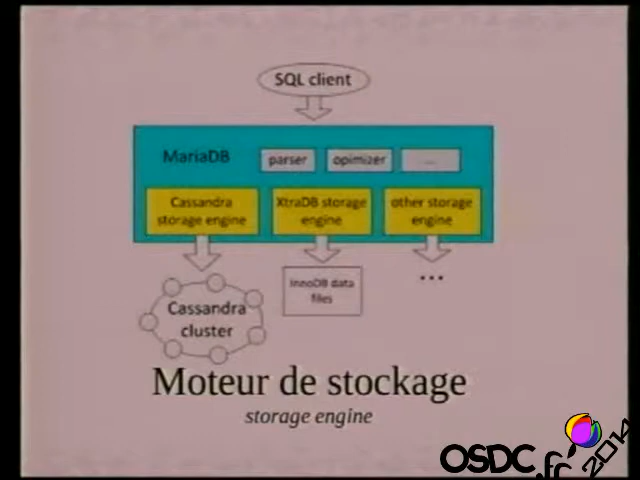 SQL client
MariaDB
parser
opimizer
...
Cassandra
storage engine
XtraDB storage
engine
other storage
engine
Cassandra
cluster
InnoDB data
files
...
Moteur de stockage
storage engine
OSDC.fr 2014